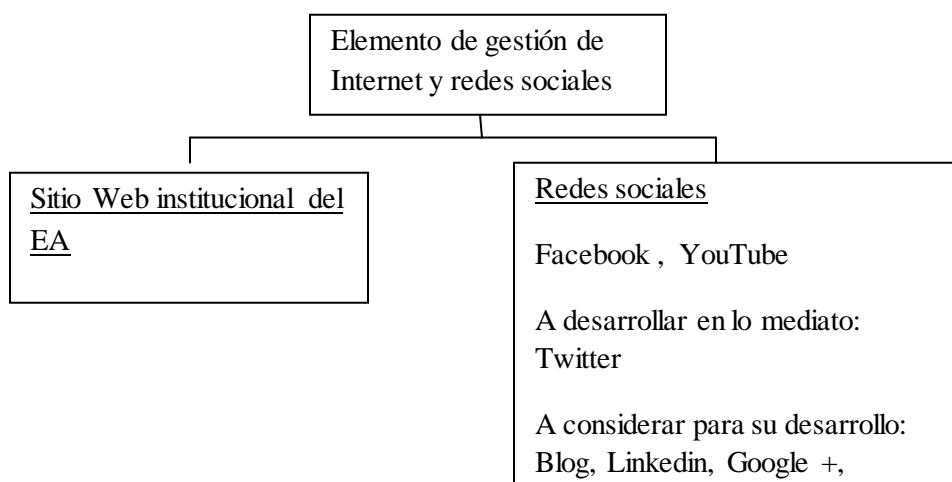 Elemento de gestión de
Internet y redes sociales
Sitio Web institucional del
EA
Redes sociales
Facebook , YouTube
A desarrollar en lo mediato:
Twitter
A considerar para su desarrollo:
Blog, Linkedin, Google +,